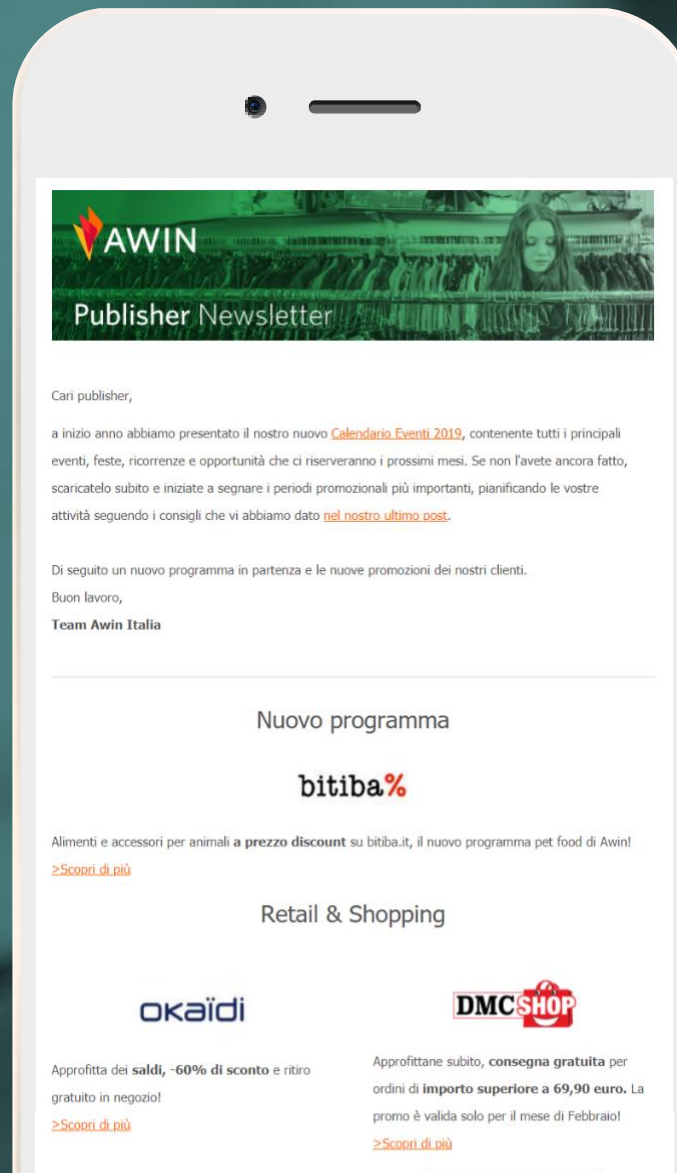 AWIN
Publisher Newsletter
Cari publisher,
a inizio anno abbiamo presentato il nostro nuovo Calendario Eventi 2019, contenente tutti i principali
eventi, feste, ricorrenze e opportunità che ci riserveranno i prossimi mesi. Se non l'avete ancora fatto,
scaricatelo subito e iniziate a segnare i periodi promozionali più importanti, pianificando le vostre
attività seguendo i consigli che vi abbiamo dato nel nostro ultimo post.
Di seguito un nuovo programma in partenza e le nuove promozioni dei nostri clienti.
Buon lavoro,
Team Awin Italia
Nuovo programma
bitiba%
Alimenti e accessori per animali a prezzo discount su bitiba.it, il nuovo programma pet food di Awin!
>Scopri di più
Retail & Shopping
okaïdi
Approfitta dei saldi, -60% di sconto e ritiro
gratuito in negozio!
>Scopri di più
DMCSHOP
Approfittane subito, consegna gratuita per
ordini di importo superiore a 69,90 euro. La
promo è valida solo per il mese di Febbraio!
>Scopri di più